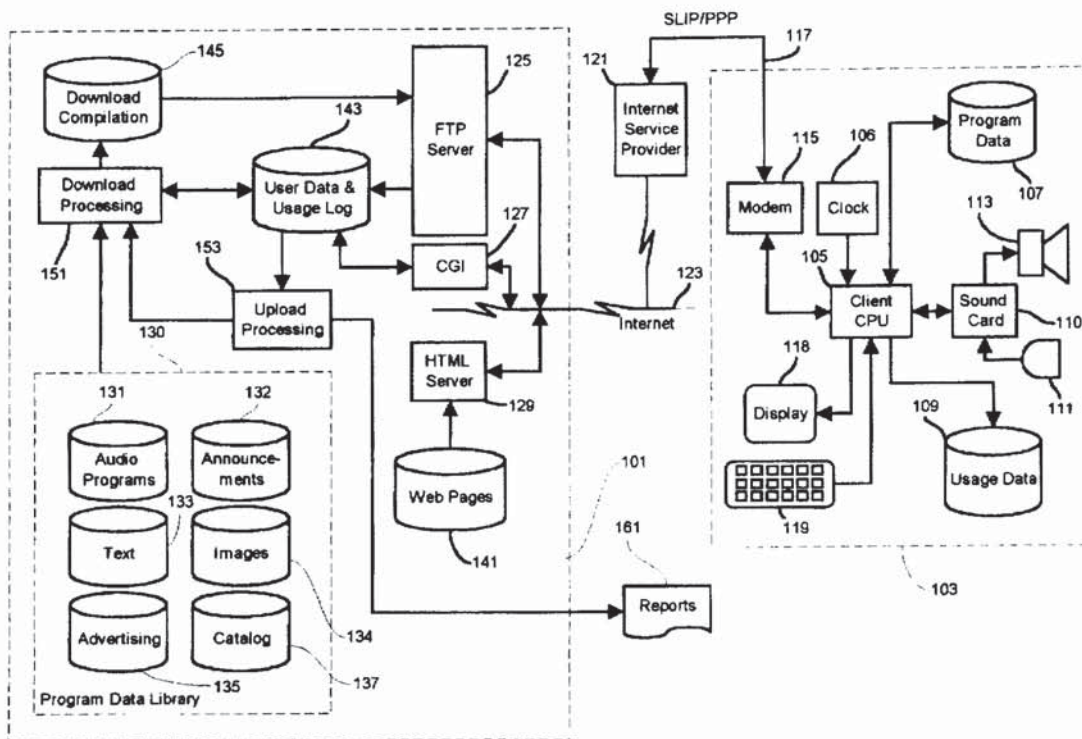 SLIP/PPP
117
145
Download
Compilation
125
FTP
Server
121
Internet
Service
Provider
143
User Data &
Usage Log
Download
Processing
151
127
CGI
153
Upload
Processing
130
Internet
123
HTML
Server
129
Web Pages
141
101
131
Audio
Programs
132
Announce-
ments
133
Text
Images
134
Advertising
135
Catalog
137
Program Data Library
161
Reports
115
Modem
106
Clock
Program
Data
107
113
105
Client
CPU
Sound
Card
110
111
118
Display
119
109
Usage Data
103